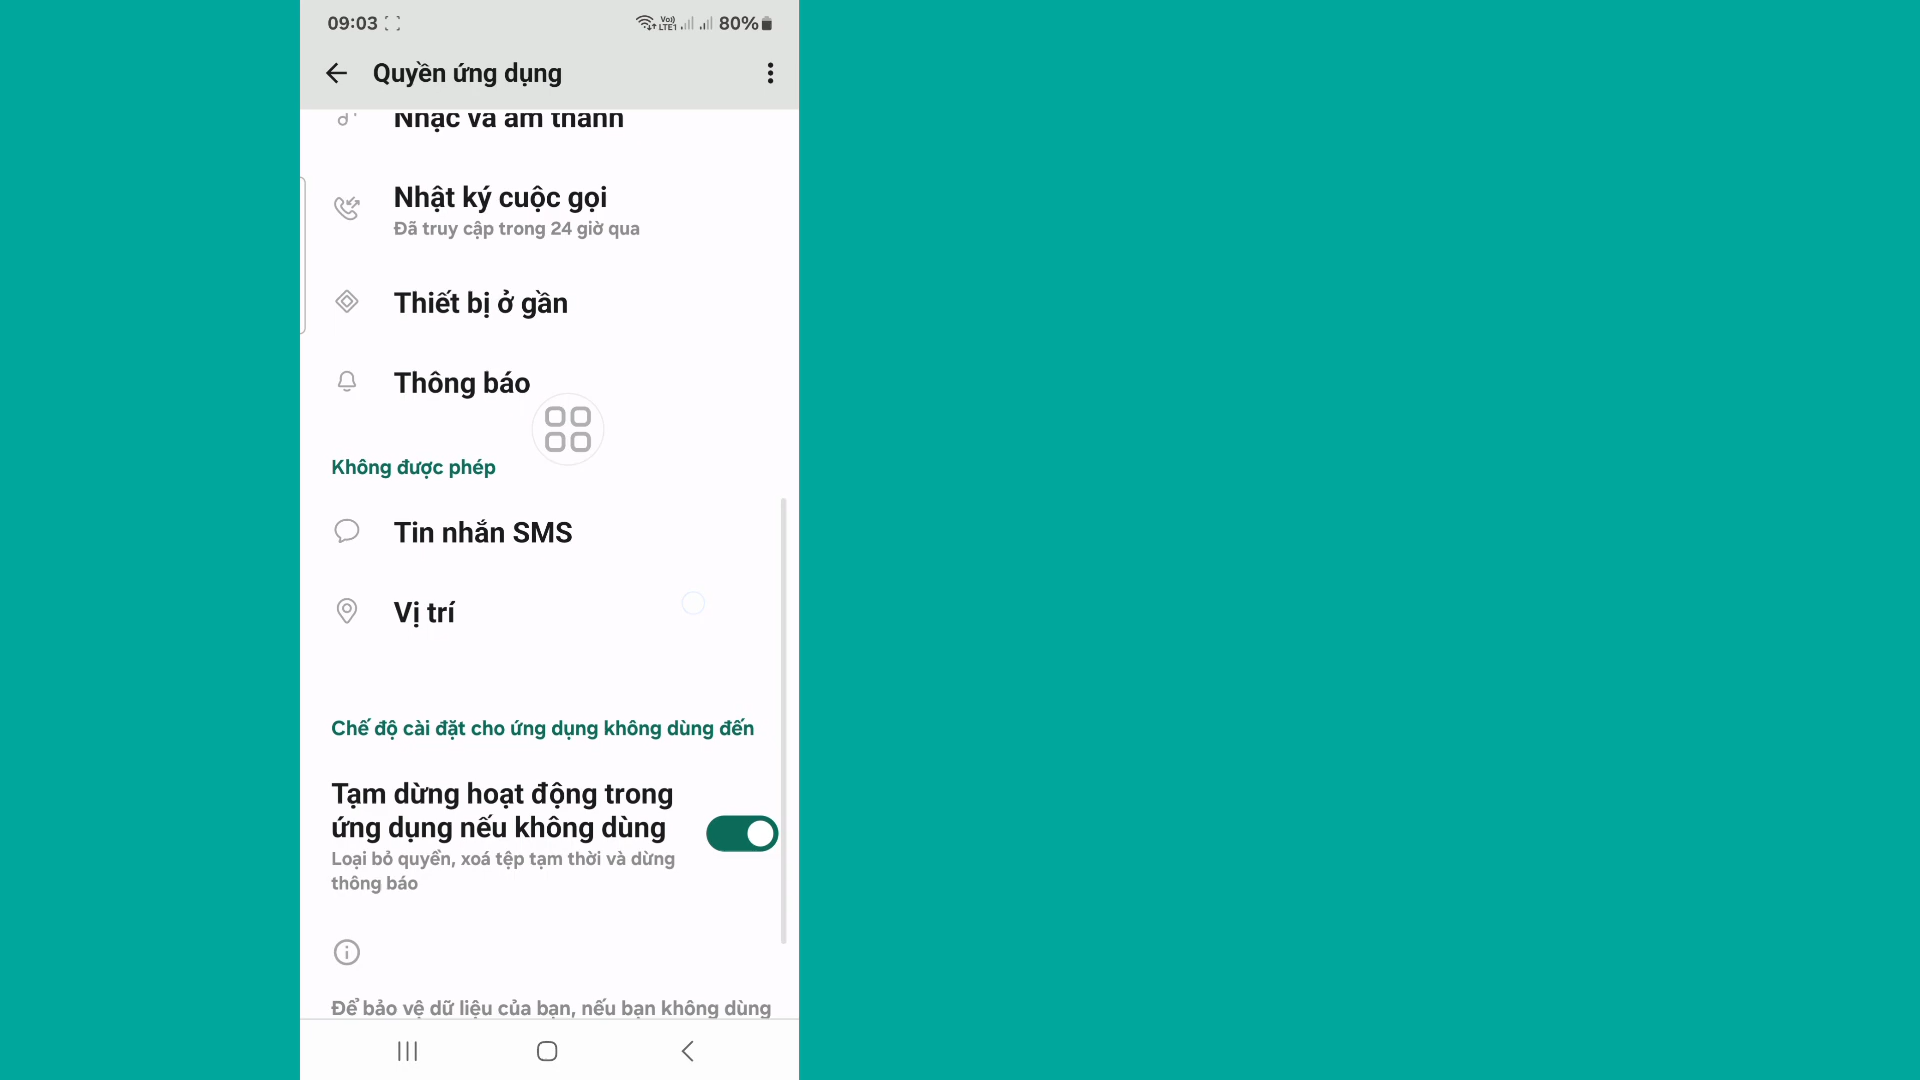 09:03
Vo)) LTE1
80%
Quyền ứng dụng
Nhạc và âm thanh
Nhật ký cuộc gọi
Đã truy cập trong 24 giờ qua
Thiết bị ở gần
Thông báo
Không được phép
Tin nhắn SMS
Vị trí
Chế độ cài đặt cho ứng dụng không dùng đến
Tạm dừng hoạt động trong
ứng dụng nếu không dùng
Loại bỏ quyền, xoá tệp tạm thời và dừng
thông báo
Để bảo vệ dữ liệu của bạn, nếu bạn không dùng